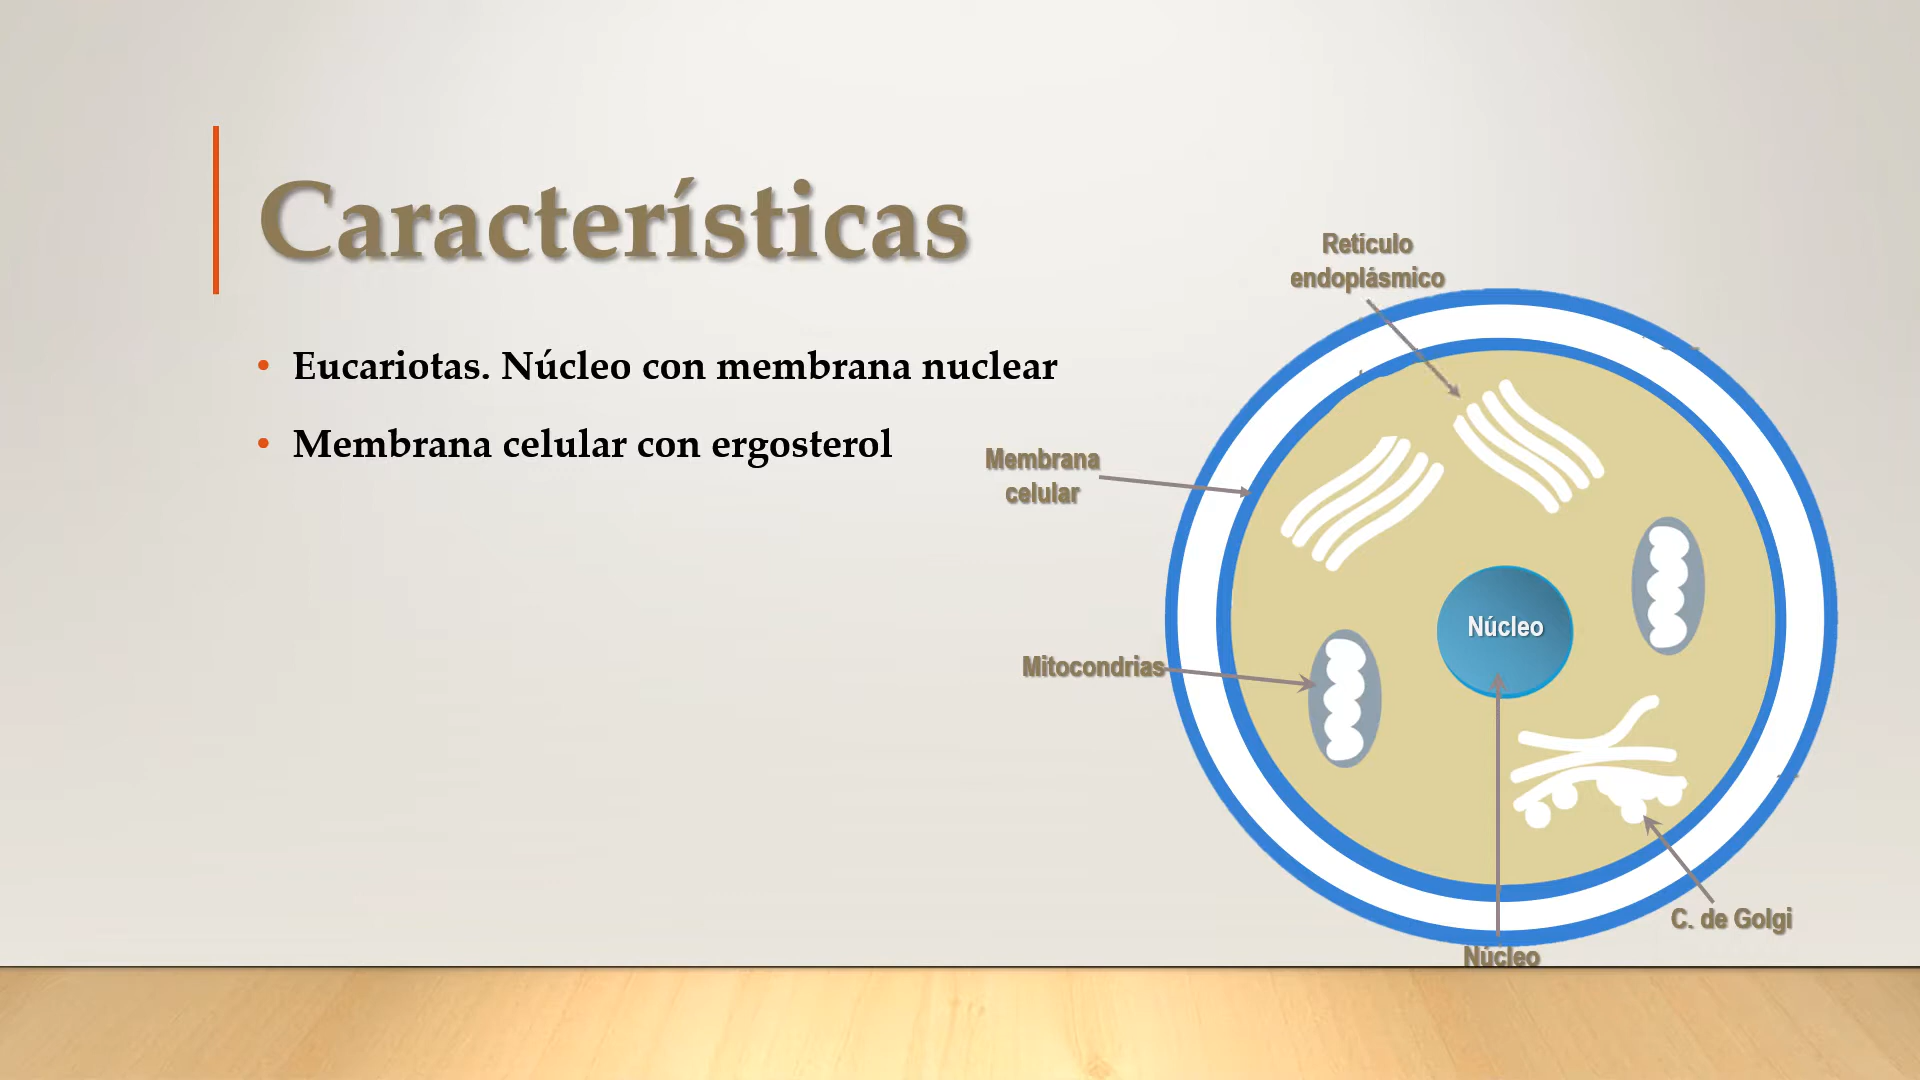 Características
• Eucariotas. Núcleo con membrana nuclear
• Membrana celular con ergosterol
Retículo
endoplásmico
Membrana
celular
Núcleo
Mitocondrias
C. de Golgi
Núcleo